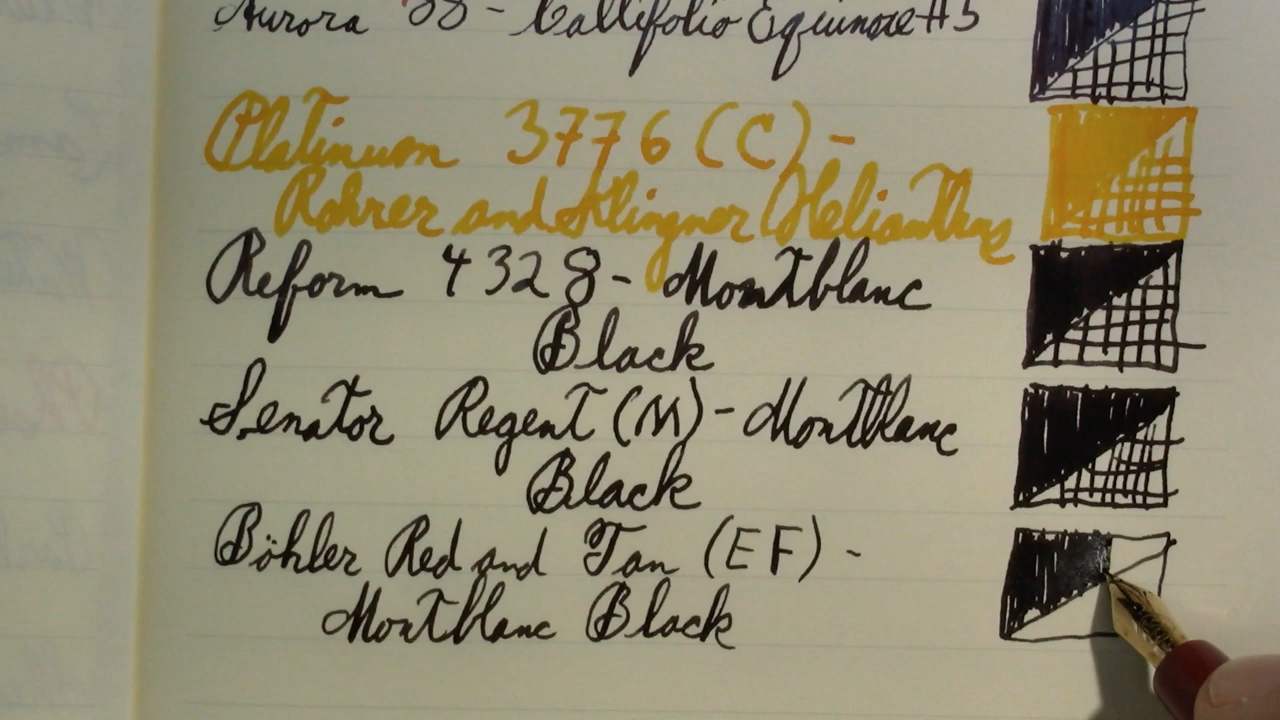 Aurora 88 - Callifolio Equinoxe #5
Platinum 3776 (C) -
Rohrer and Klingner Helianthus
Reform 4328 - Montblanc
Black
Senator Regent (M) - Montblanc
Black
Böhler Red and Tan (EF) -
Montblanc Black